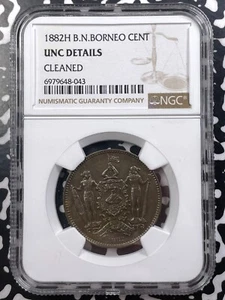 1882H B.N.BORNEO CENT
UNC DETAILS
CLEANED
6979648-043
NUMISMATIC GUARANTY COMPANY
NGC